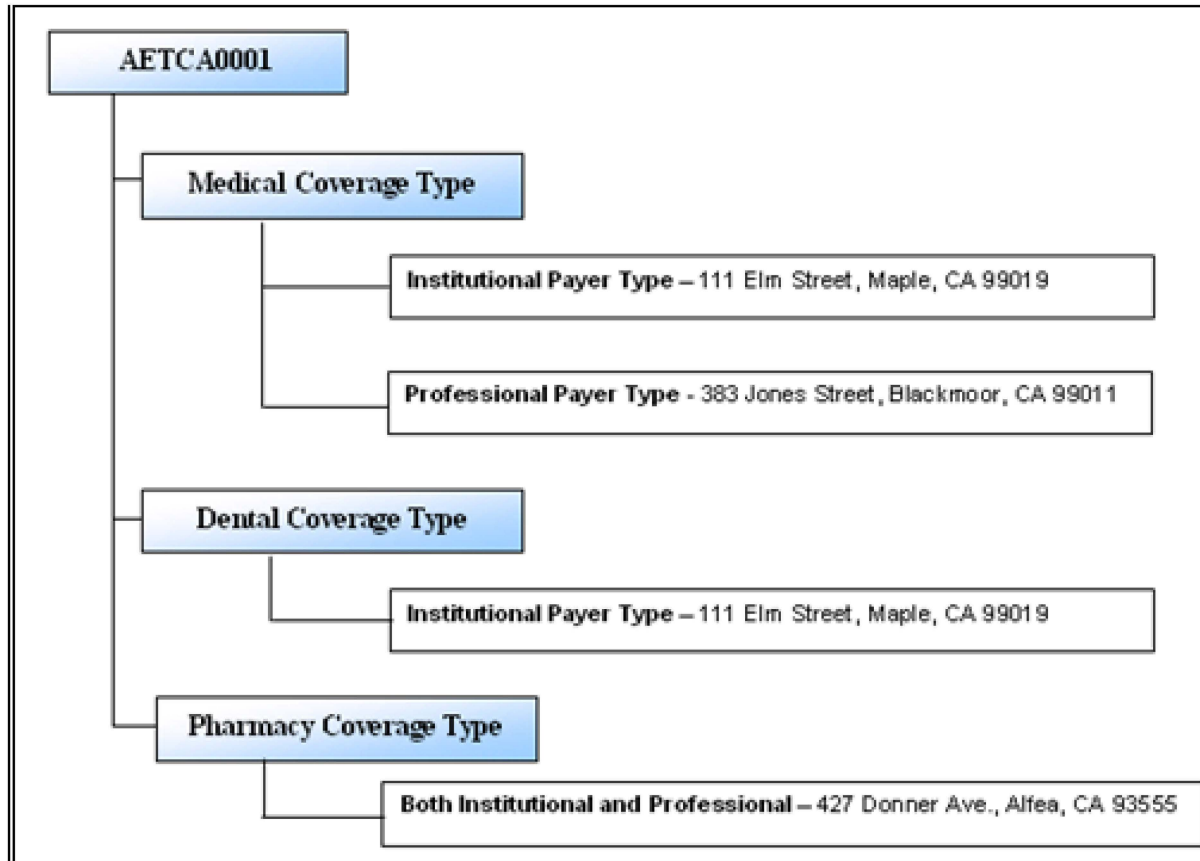 AETCA0001
Medical Coverage Type
Institutional Payer Type – 111 Elm Street, Maple, CA 99019
Professional Payer Type - 383 Jones Street, Blackmoor, CA 99011
Dental Coverage Type
Institutional Payer Type – 111 Elm Street, Maple, CA 99019
Pharmacy Coverage Type
Both Institutional and Professional – 427 Donner Ave., Alfea, CA 93555